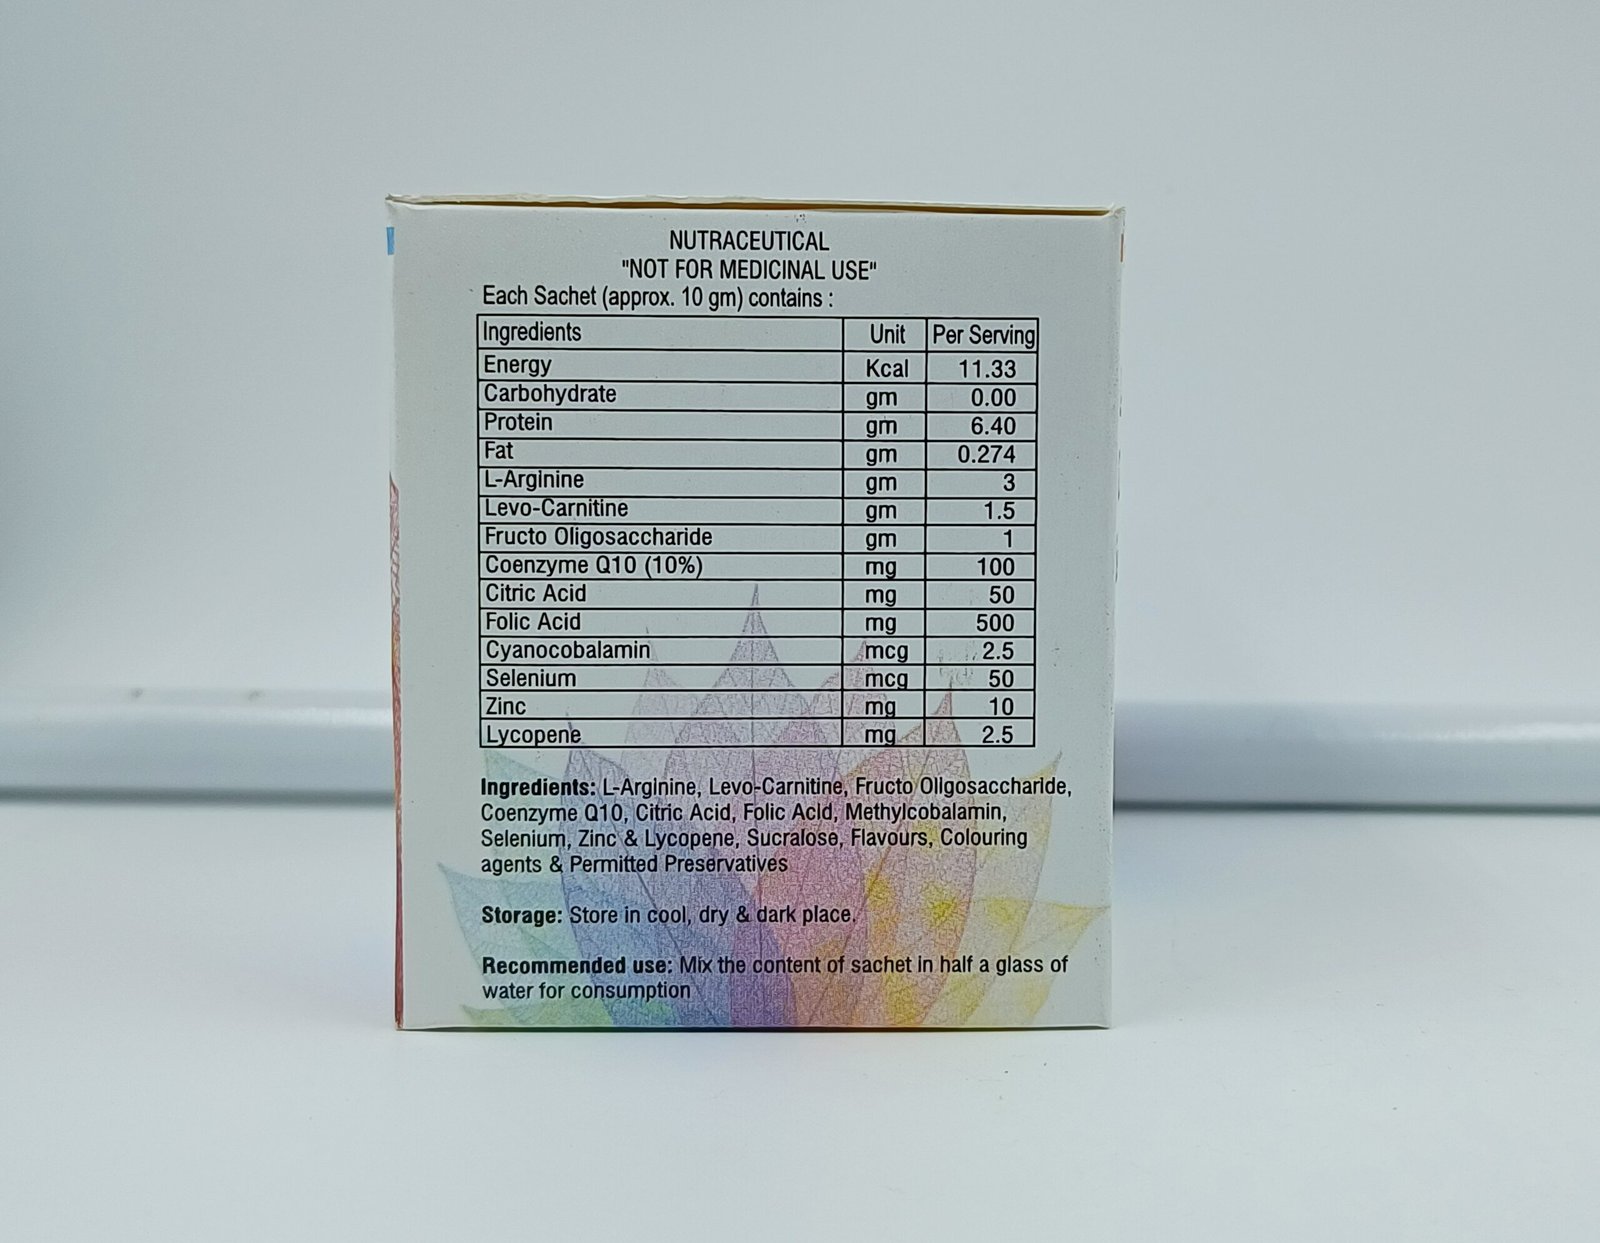 NUTRACEUTICAL
"NOT FOR MEDICINAL USE"
Each Sachet (approx. 10 gm) contains :
Ingredients Unit Per Serving
Energy Kcal 11.33
Carbohydrate gm 0.00
Protein gm 6.40
Fat gm 0.274
L-Arginine gm 3
Levo-Carnitine gm 1.5
Fructo Oligosaccharide gm 1
Coenzyme Q10 (10%) mg 100
Citric Acid mg 50
Folic Acid mg 500
Cyanocobalamin mcg 2.5
Selenium mcg 50
Zinc mg 10
Lycopene mg 2.5
Ingredients: L-Arginine, Levo-Carnitine, Fructo Oligosaccharide,
Coenzyme Q10, Citric Acid, Folic Acid, Methylcobalamin,
Selenium, Zinc & Lycopene, Sucralose, Flavours, Colouring
agents & Permitted Preservatives
Storage: Store in cool, dry & dark place.
Recommended use: Mix the content of sachet in half a glass of
water for consumption